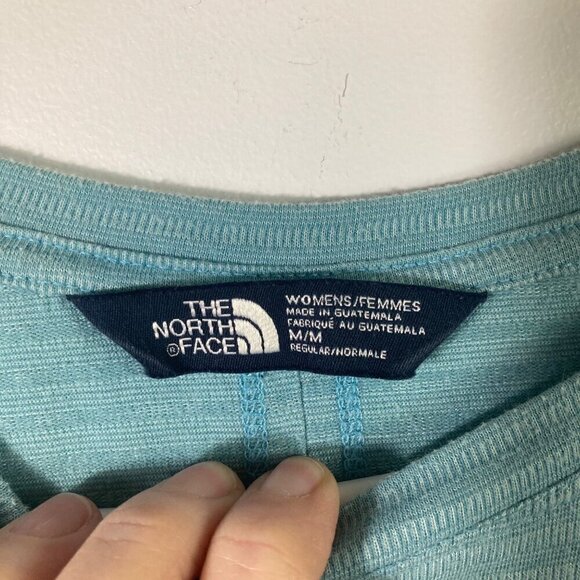 THE
NORTH
FACE®
WOMENS/FEMMES
MADE IN GUATEMALA
FABRIQUÉ AU GUATEMALA
M/M
REGULAR/NORMALE